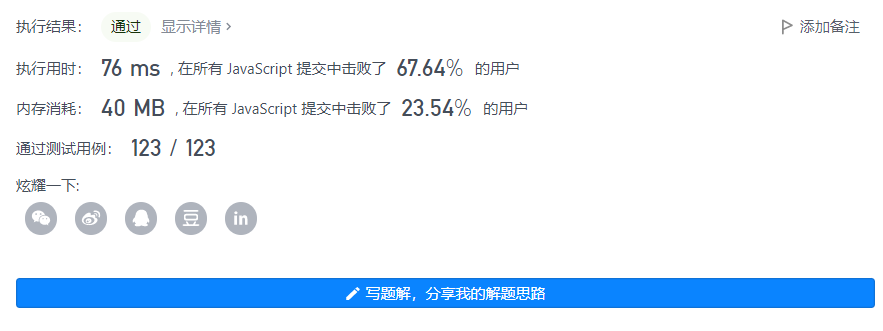 执行结果： 通过 显示详情 › 添加备注
执行用时： 76 ms , 在所有 JavaScript 提交中击败了 67.64% 的用户
内存消耗： 40 MB , 在所有 JavaScript 提交中击败了 23.54% 的用户
通过测试用例： 123 / 123
炫耀一下:
豆 in
写题解，分享我的解题思路